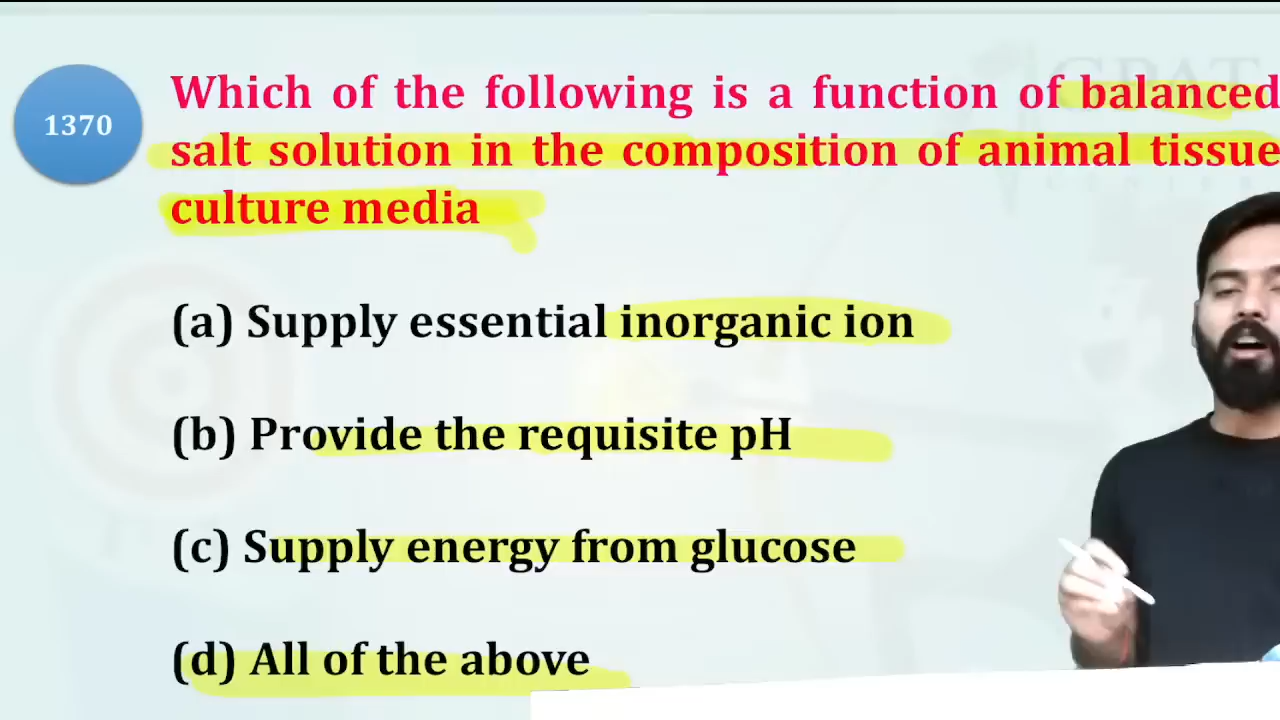 1370
Which of the following is a function of balanced
salt solution in the composition of animal tissue
culture media
(a) Supply essential inorganic ion
(b) Provide the requisite pH
(c) Supply energy from glucose
(d) All of the above